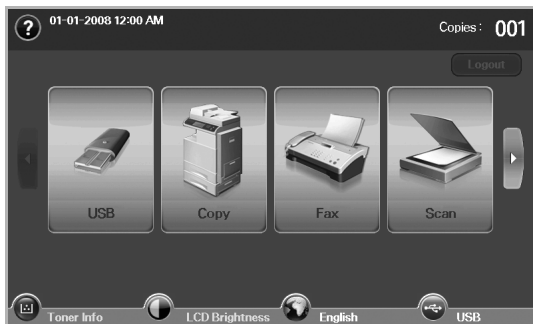 ?
01-01-2008 12:00 AM
Copies : 001
Logout
USB
Copy
Fax
Scan
Toner Info
LCD Brightness
English
USB